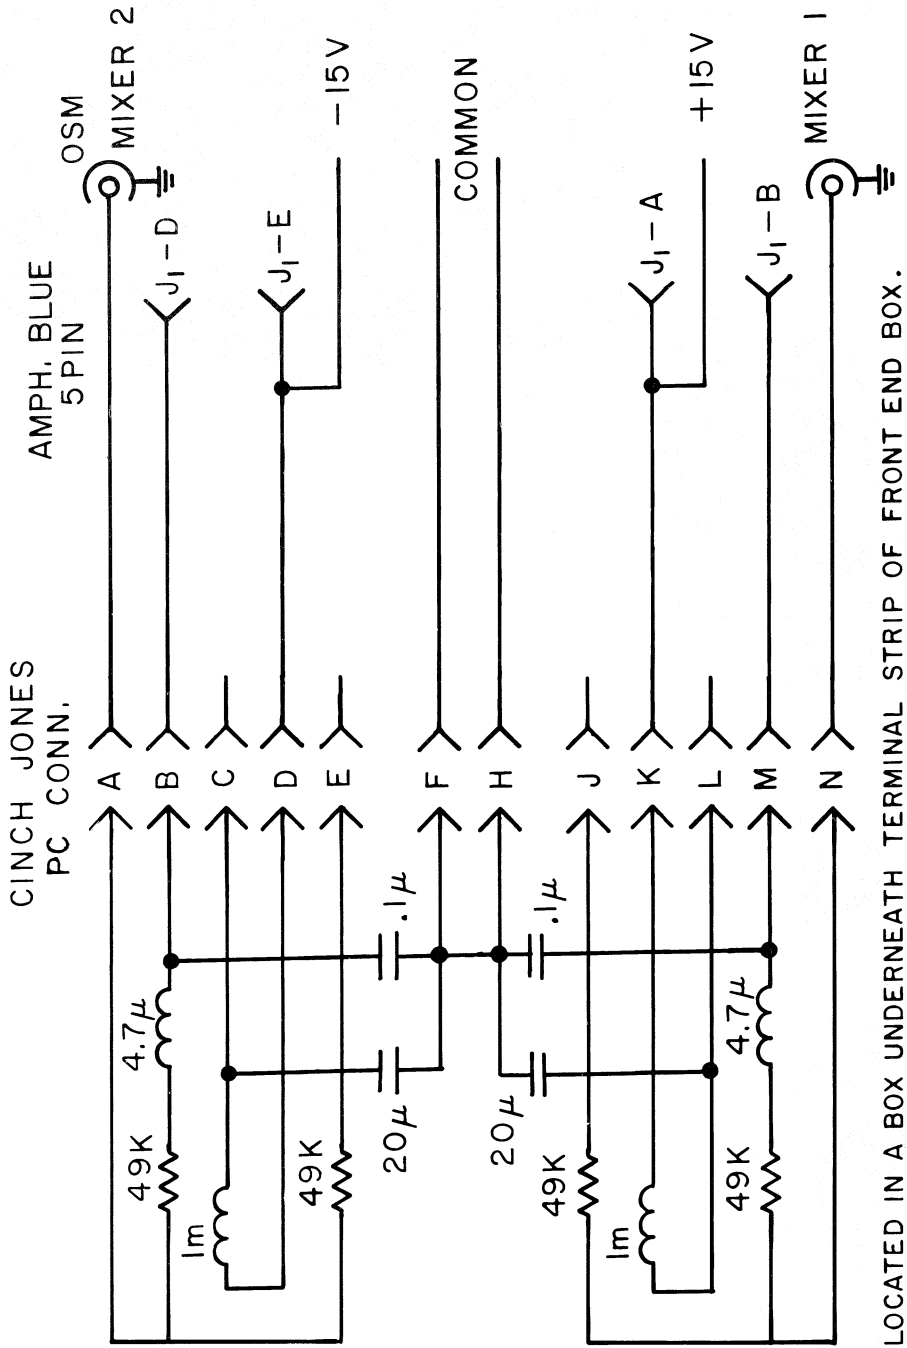 CINCH JONES
PC CONN.
AMPH. BLUE
5 PIN
OSM
MIXER 2
A
B
J1-D
C
D
J1-E
E
-15V
F
COMMON
H
J
K
J1-A
L
+15V
M
J1-B
N
MIXER 1
4.7μ
49K
1m
49K
.1μ
20μ
.1μ
20μ
49K
1m
4.7μ
49K
LOCATED IN A BOX UNDERNEATH TERMINAL STRIP OF FRONT END BOX.